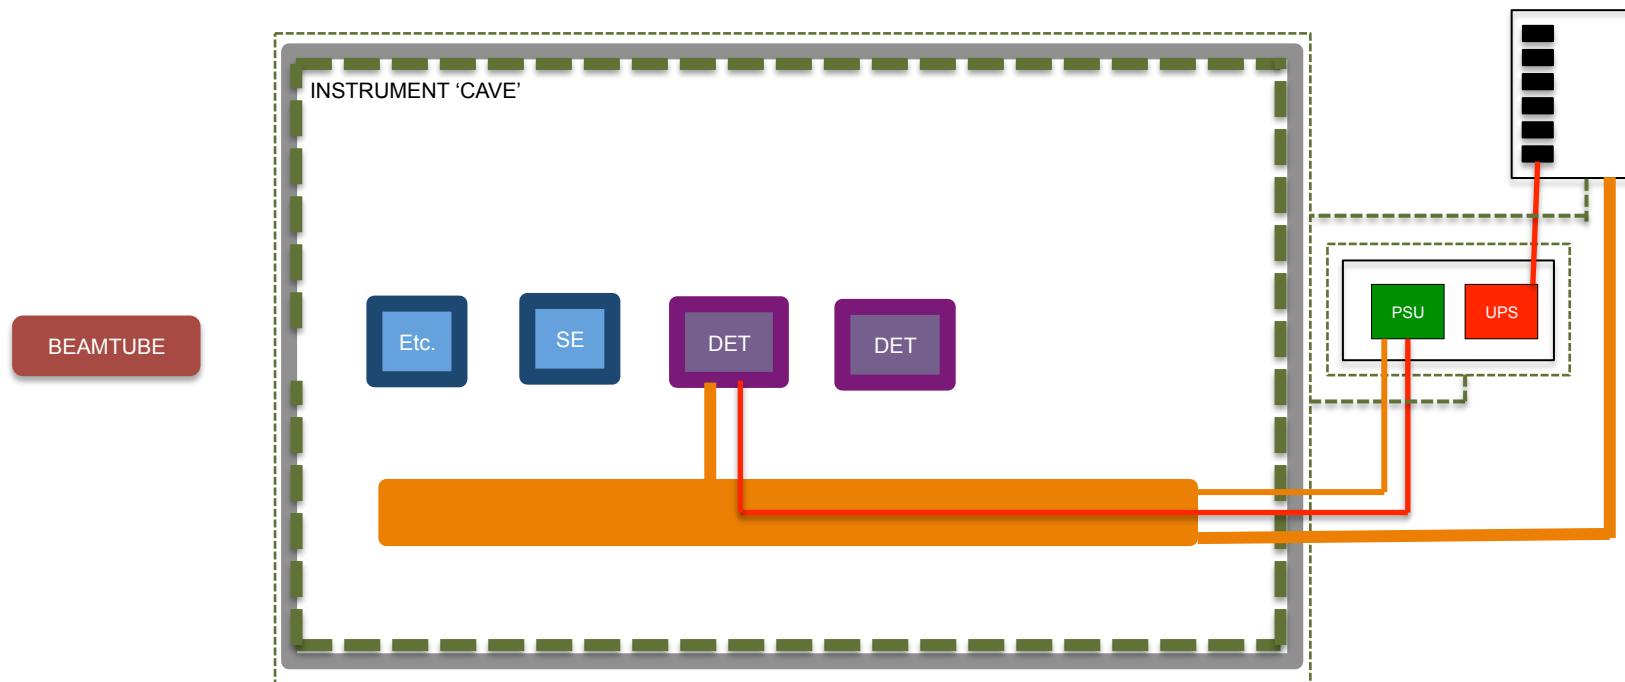 INSTRUMENT ‘CAVE’
BEAMTUBE
Etc.
SE
DET
DET
PSU
UPS